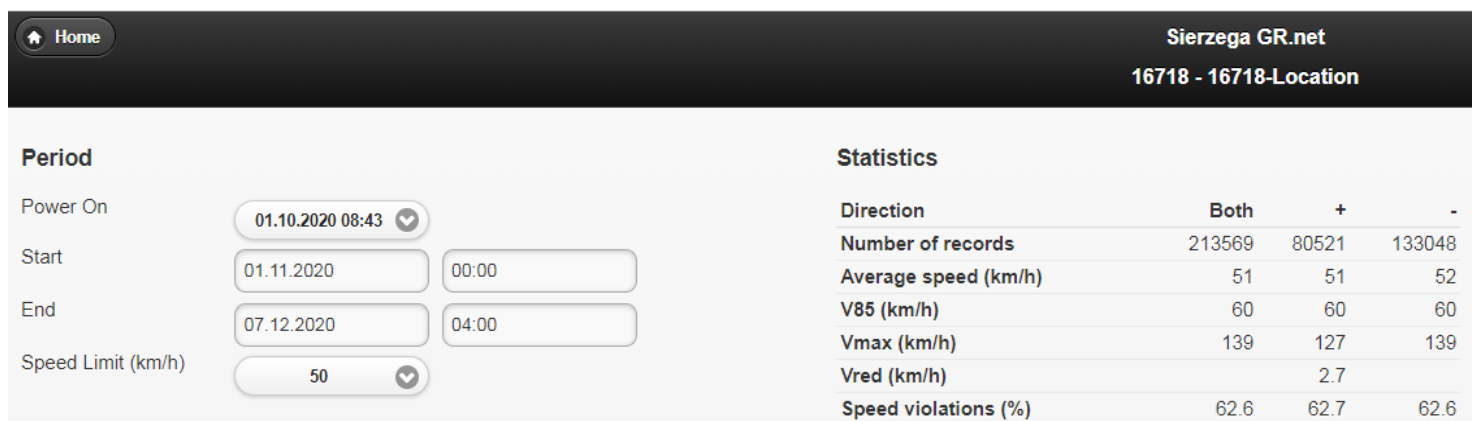 Home
Sierzega GR.net
16718 - 16718-Location
Period
Power On 01.10.2020 08:43
Start 01.11.2020 00:00
End 07.12.2020 04:00
Speed Limit (km/h) 50
Statistics
Direction Both + -
Number of records 213569 80521 133048
Average speed (km/h) 51 51 52
V85 (km/h) 60 60 60
Vmax (km/h) 139 127 139
Vred (km/h) 2.7
Speed violations (%) 62.6 62.7 62.6